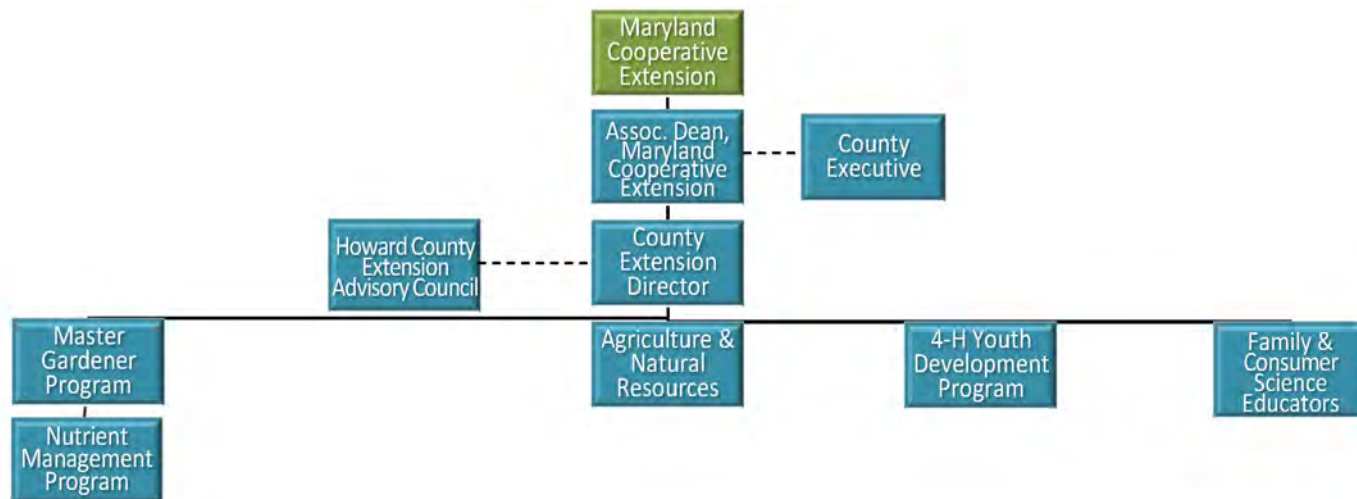 Maryland
Cooperative
Extension
Assoc. Dean,
Maryland
Cooperative
Extension
County
Executive
Howard County
Extension
Advisory Council
County
Extension
Director
Master
Gardener
Program
Agriculture &
Natural
Resources
4-H Youth
Development
Program
Family &
Consumer
Science
Educators
Nutrient
Management
Program